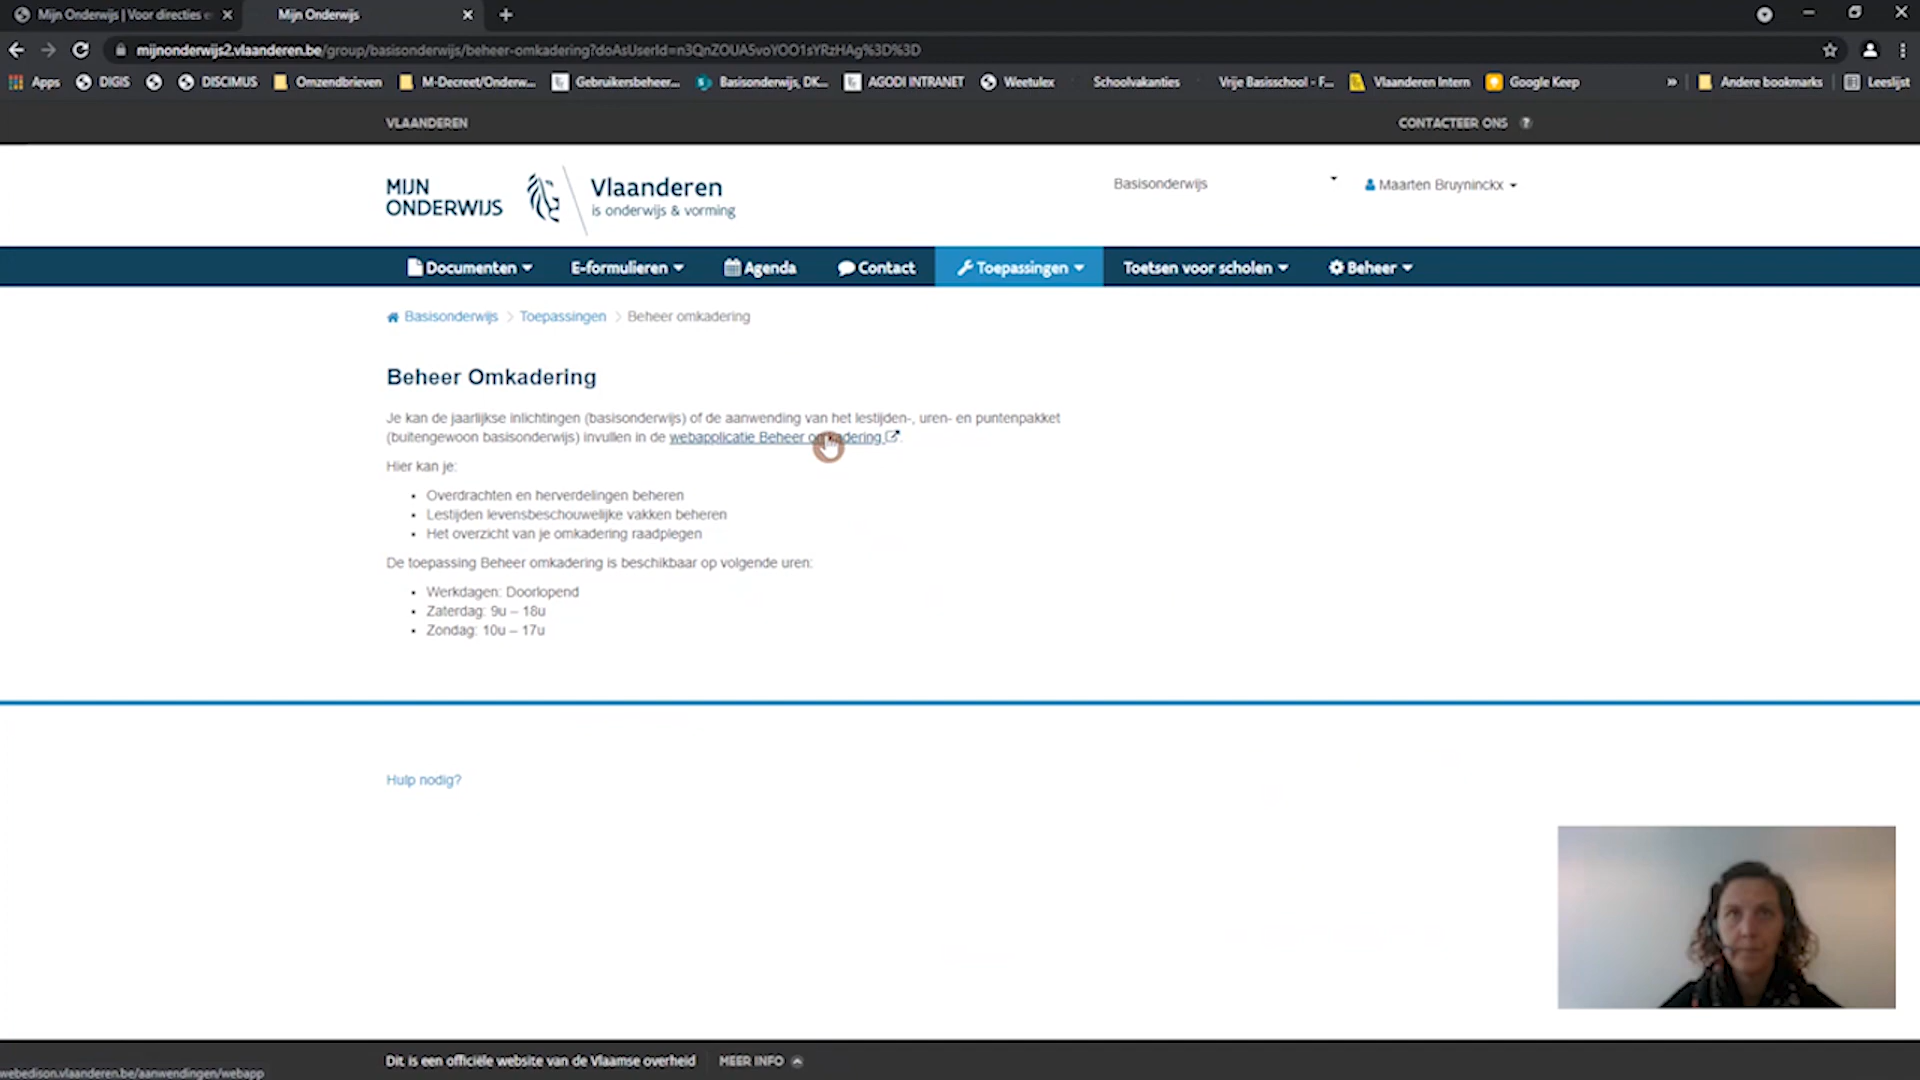 Mijn Onderwijs | Voor directies e
Mijn Onderwijs
mijnonderwijs2.vlaanderen.be/group/basisonderwijs/beheer-omkadering?doAsUserId=n3QnZOUA5voYOO1sYRzHAg%3D%3D
Apps DIGIS DISCIMUS Omzendbrieven M-Decreet/Onderw... Gebruikersbeheer... Basisonderwijs, DK... AGODI INTRANET Weetulex Schoolvakanties Vrije Basisschool - F... Vlaanderen Intern Google Keep » Andere bookmarks Leeslijst
VLAANDEREN
CONTACTEER ONS ?
MIJN
ONDERWIJS
Vlaanderen
is onderwijs & vorming
Basisonderwijs
Maarten Bruyninckx
Documenten E-formulieren Agenda Contact Toepassingen Toetsen voor scholen Beheer
Basisonderwijs > Toepassingen > Beheer omkadering
Beheer Omkadering
Je kan de jaarlijkse inlichtingen (basisonderwijs) of de aanwending van het lestijden-, uren- en puntenpakket
(buitengewoon basisonderwijs) invullen in de webapplicatie Beheer omkadering.
Hier kan je:
• Overdrachten en herverdelingen beheren
• Lestijden levensbeschouwelijke vakken beheren
• Het overzicht van je omkadering raadplegen
De toepassing Beheer omkadering is beschikbaar op volgende uren:
• Werkdagen: Doorlopend
• Zaterdag: 9u – 18u
• Zondag: 10u – 17u
Hulp nodig?
Dit is een officiële website van de Vlaamse overheid MEER INFO
webedison.vlaanderen.be/aanwendingen/webapp